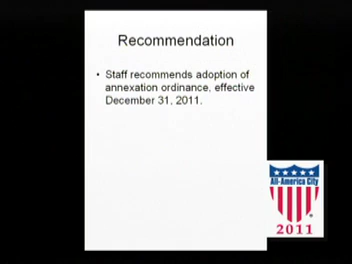 Recommendation
• Staff recommends adoption of
annexation ordinance, effective
December 31, 2011.
All-America City
2011